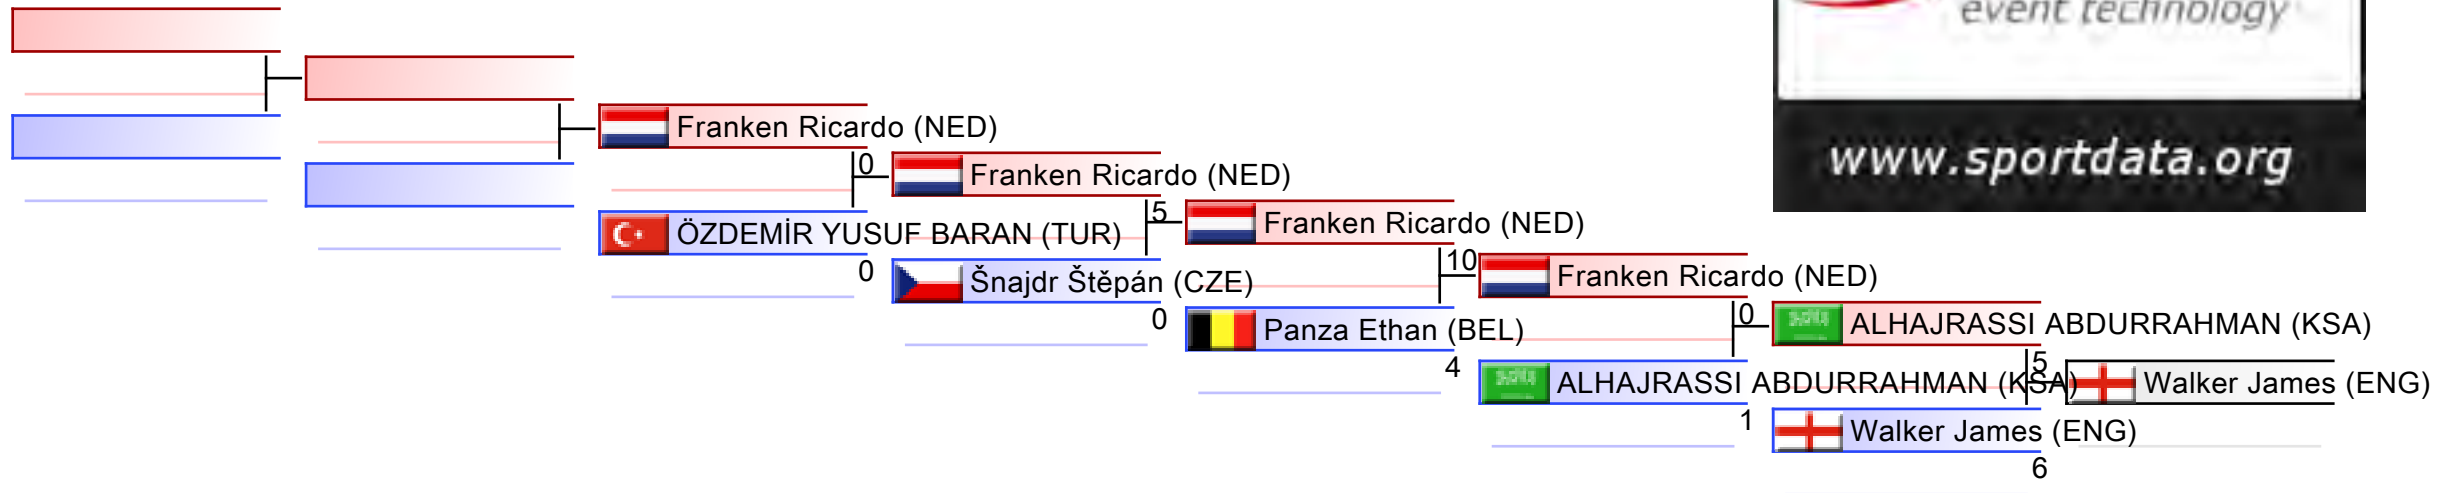 event technology
www.sportdata.org
Franken Ricardo (NED)
0
ÖZDEMİR YUSUF BARAN (TUR)
0
Franken Ricardo (NED)
5
Šnajdr Štěpán (CZE)
0
Franken Ricardo (NED)
10
Panza Ethan (BEL)
4
Franken Ricardo (NED)
0
ALHAJRASSI ABDURRAHMAN (KSA)
1
ALHAJRASSI ABDURRAHMAN (KSA)
5
Walker James (ENG)
6
Walker James (ENG)